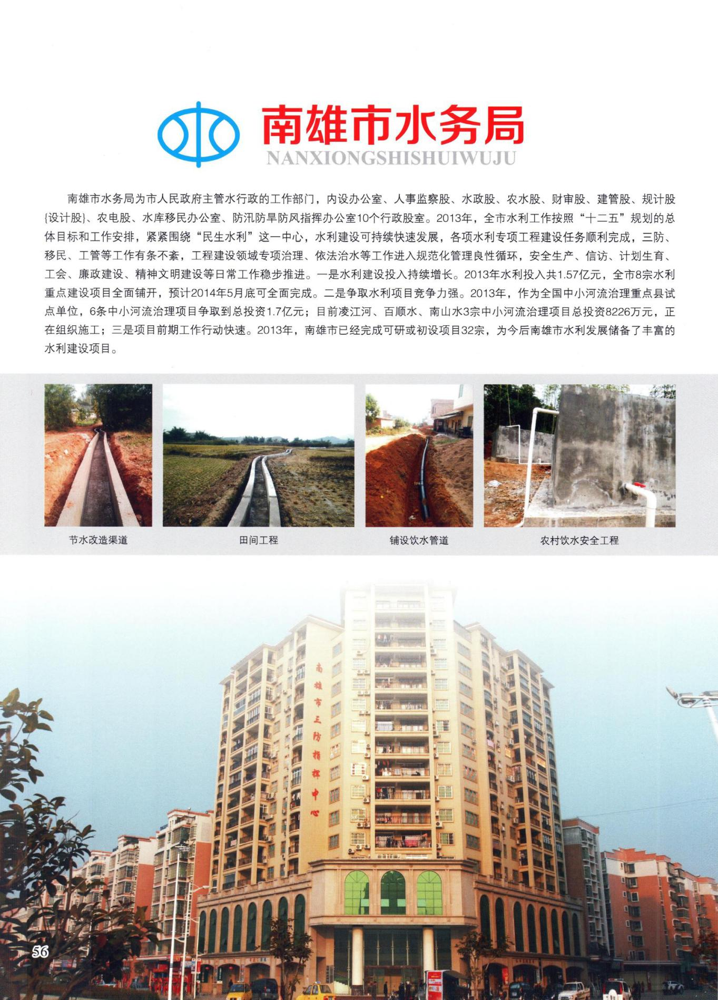 南雄市水务局
NANXIONGSHISHUIWUJU
南雄市水务局为市人民政府主管水行政的工作部门，内设办公室、人事监察股、水政股、农水股、财审股、建管股、规计股
{设计股}、农电股、水库移民办公室、防汛防旱防风指挥办公室10个行政股室。2013年，全市水利工作按照“十二五”规划的总
体目标和工作安排，紧紧围绕“民生水利”这一中心，水利建设可持续快速发展，各项水利专项工程建设任务顺利完成，三防、
移民、工管等工作有条不紊，工程建设领域专项治理、依法治水等工作进入规范化管理良性循环，安全生产、信访、计划生育、
工会、廉政建设、精神文明建设等日常工作稳步推进。一是水利建设投入持续增长。2013年水利投入共1.57亿元，全市8宗水利
重点建设项目全面铺开，预计2014年5月底可全面完成。二是争取水利项目竞争力强。2013年，作为全国中小河流治理重点县试
点单位，6条中小河流治理项目争取到总投资1.7亿元；目前凌江河、百顺水、南山水3宗中小河流治理项目总投资8226万元，正
在组织施工；三是项目前期工作行动快速。2013年，南雄市已经完成可研或初设项目32宗，为今后南雄市水利发展储备了丰富的
水利建设项目。
节水改造渠道
田间工程
铺设饮水管道
农村饮水安全工程
南雄市三防指挥中心
56